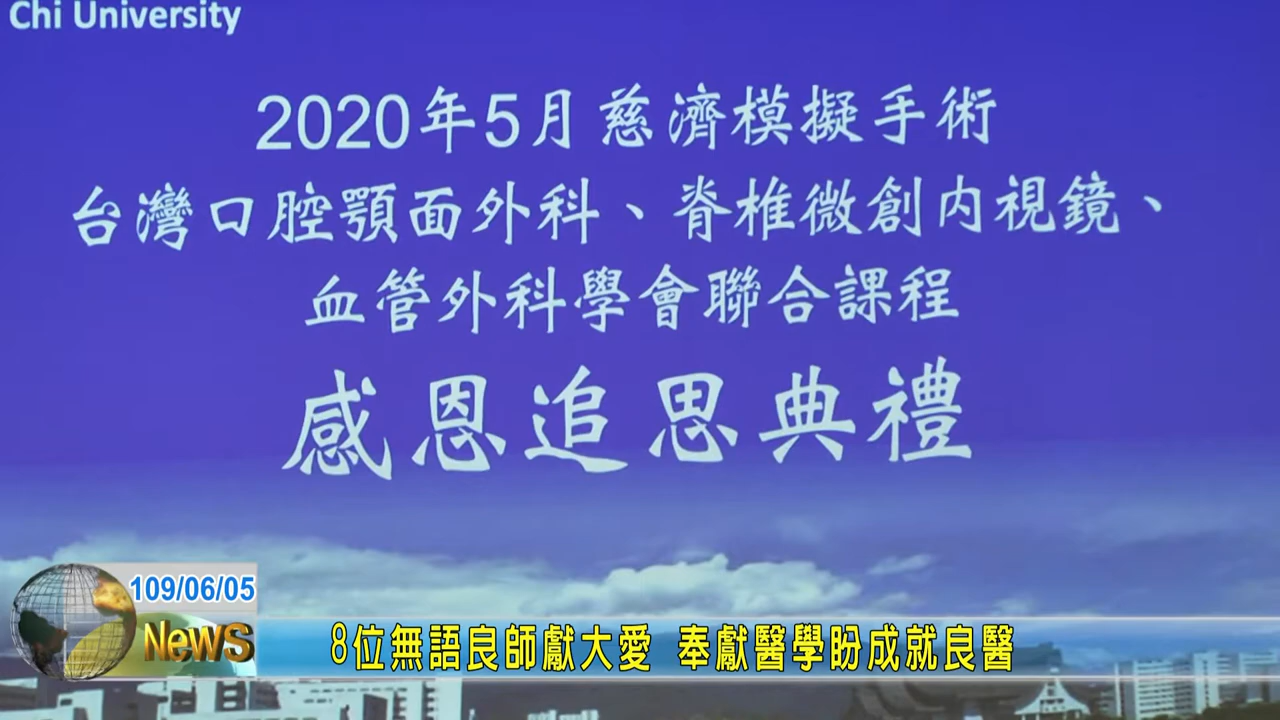 Chi University
2020年5月慈濟模擬手術
台灣口腔顎面外科、脊椎微創內視鏡、
血管外科學會聯合課程
感恩追思典禮
109/06/05
NewS
8位無語良師獻大愛 奉獻醫學盼成就良醫